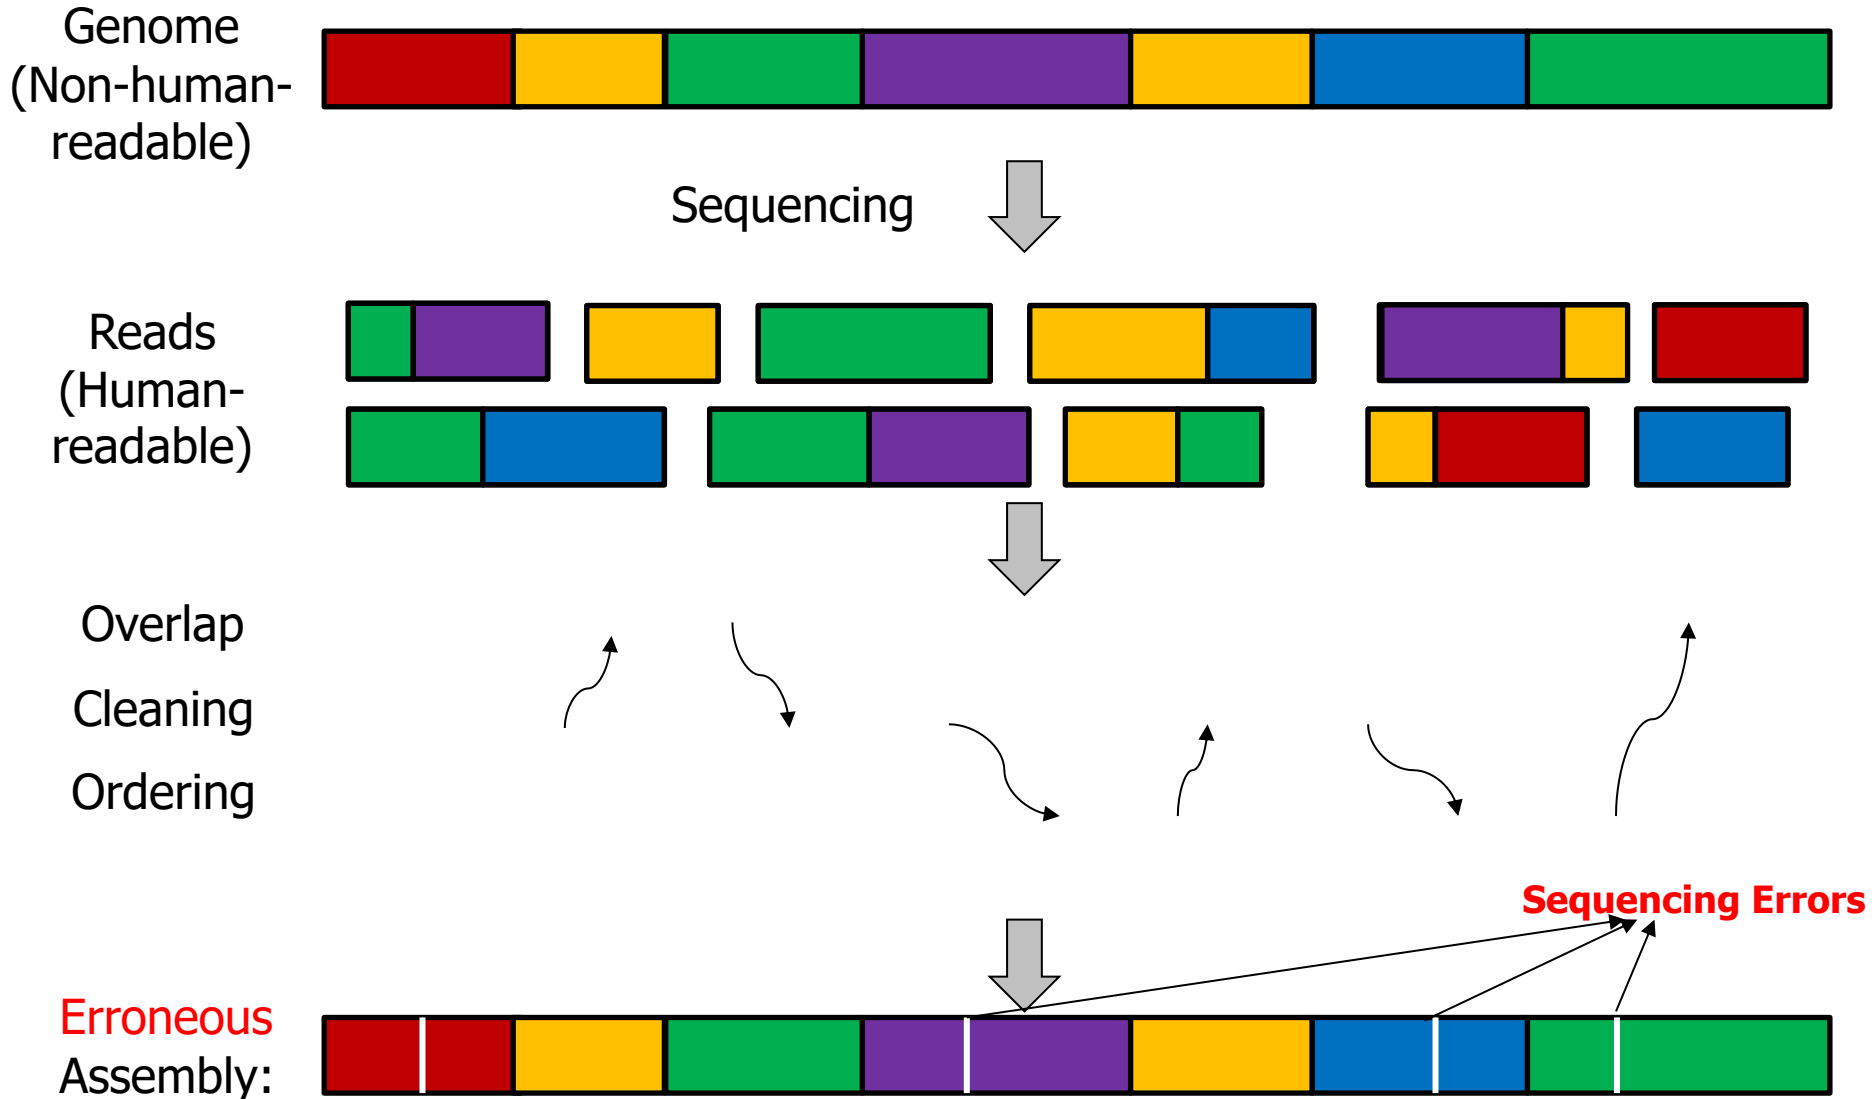 Genome
(Non-human-
readable)
Sequencing
Reads
(Human-
readable)
Overlap
Cleaning
Ordering
Sequencing Errors
Erroneous
Assembly: